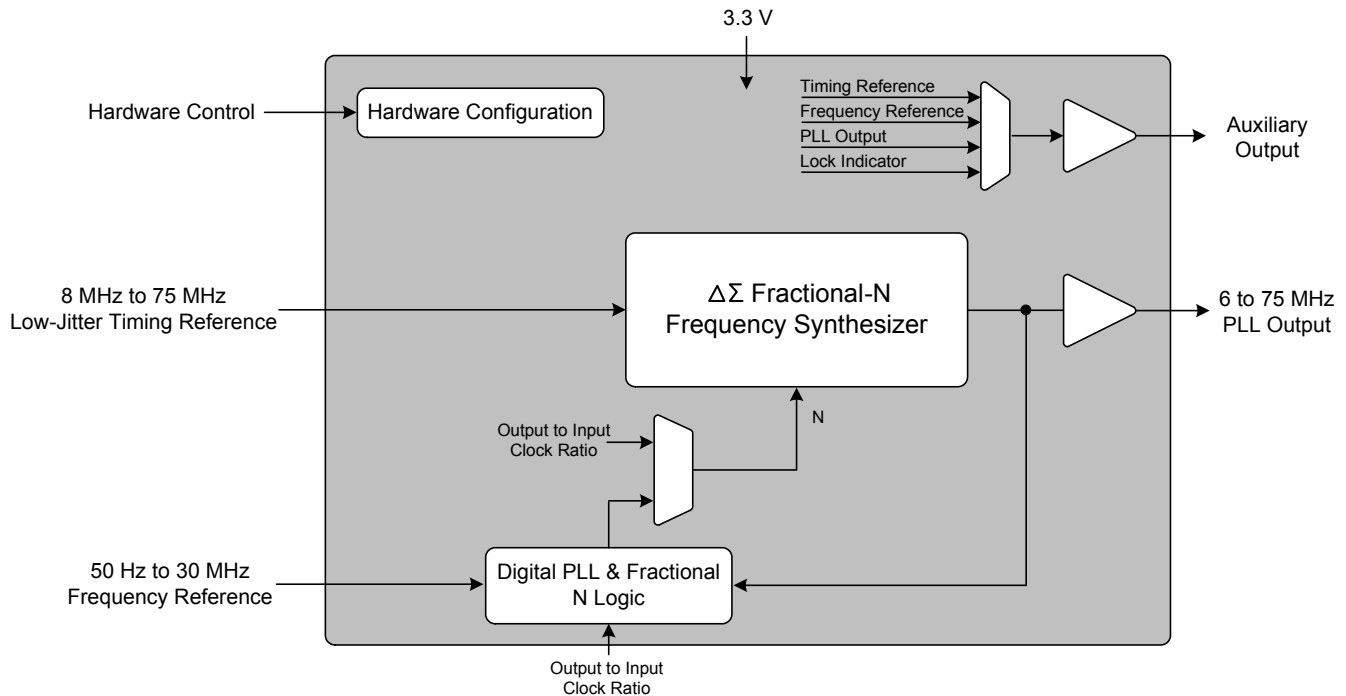 3.3 V
Hardware Control
Hardware Configuration
Timing Reference
Frequency Reference
PLL Output
Lock Indicator
Auxiliary
Output
8 MHz to 75 MHz
Low-Jitter Timing Reference
ΔΣ Fractional-N
Frequency Synthesizer
6 to 75 MHz
PLL Output
N
Output to Input
Clock Ratio
50 Hz to 30 MHz
Frequency Reference
Digital PLL & Fractional
N Logic
Output to Input
Clock Ratio